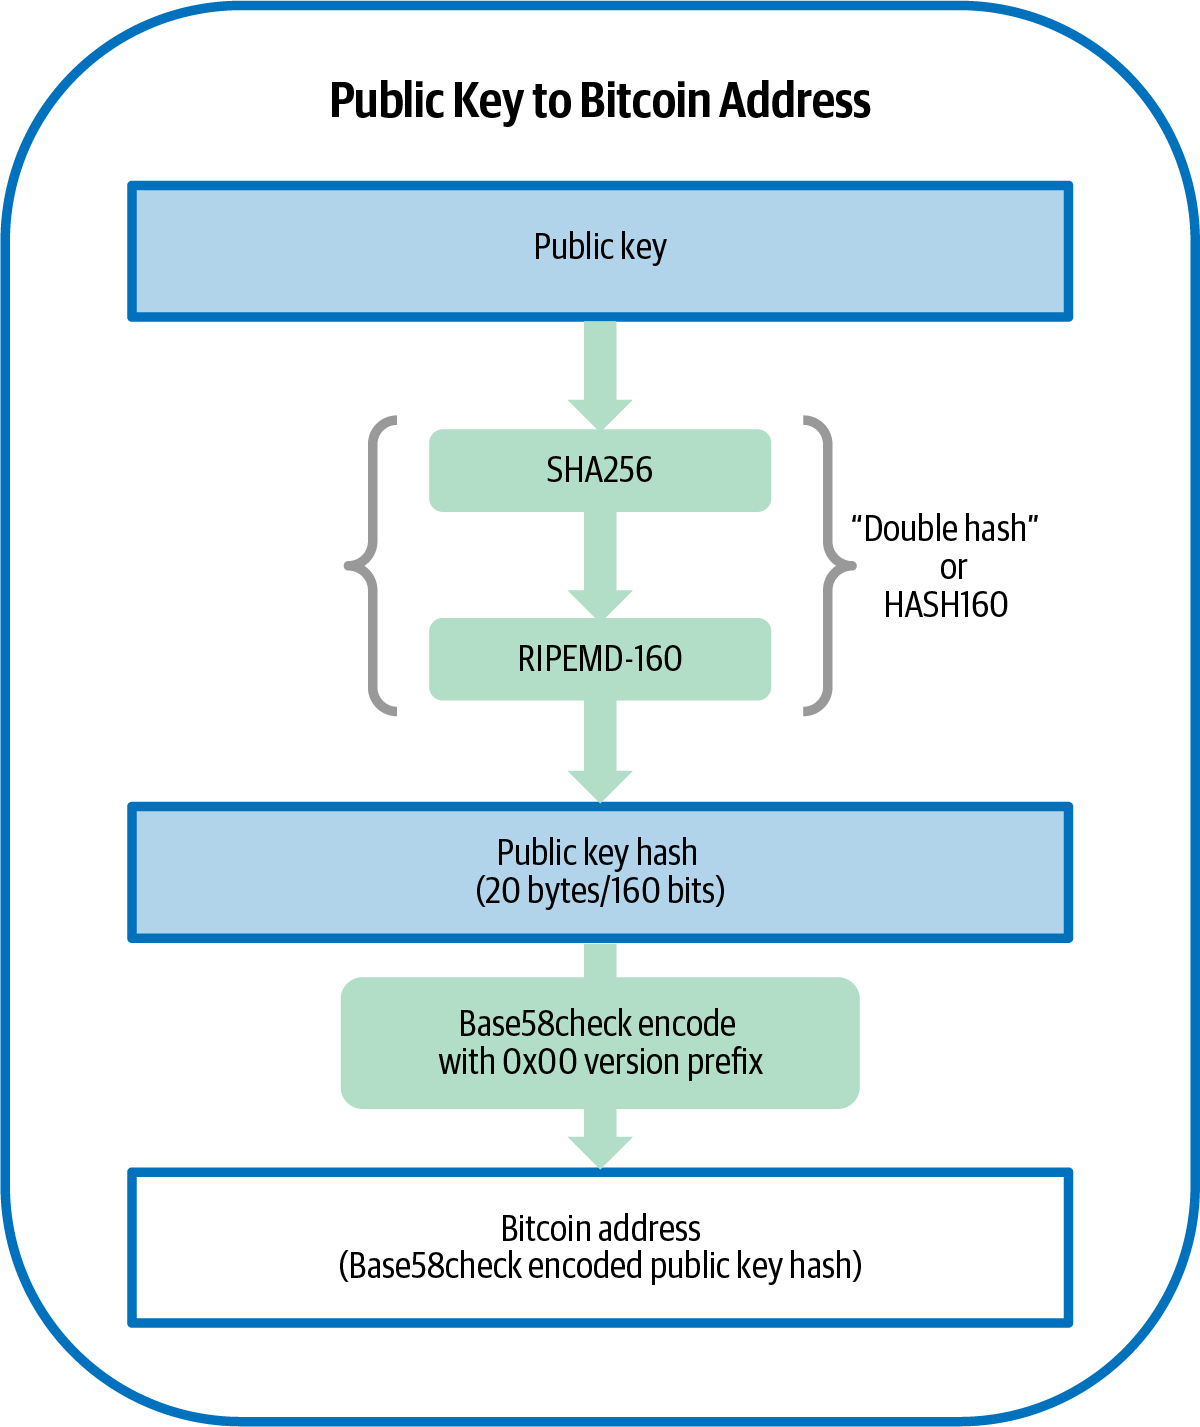 Public Key to Bitcoin Address
Public key
SHA256
“Double hash”
or
HASH160
RIPEMD-160
Public key hash
(20 bytes/160 bits)
Base58check encode
with 0x00 version prefix
Bitcoin address
(Base58check encoded public key hash)